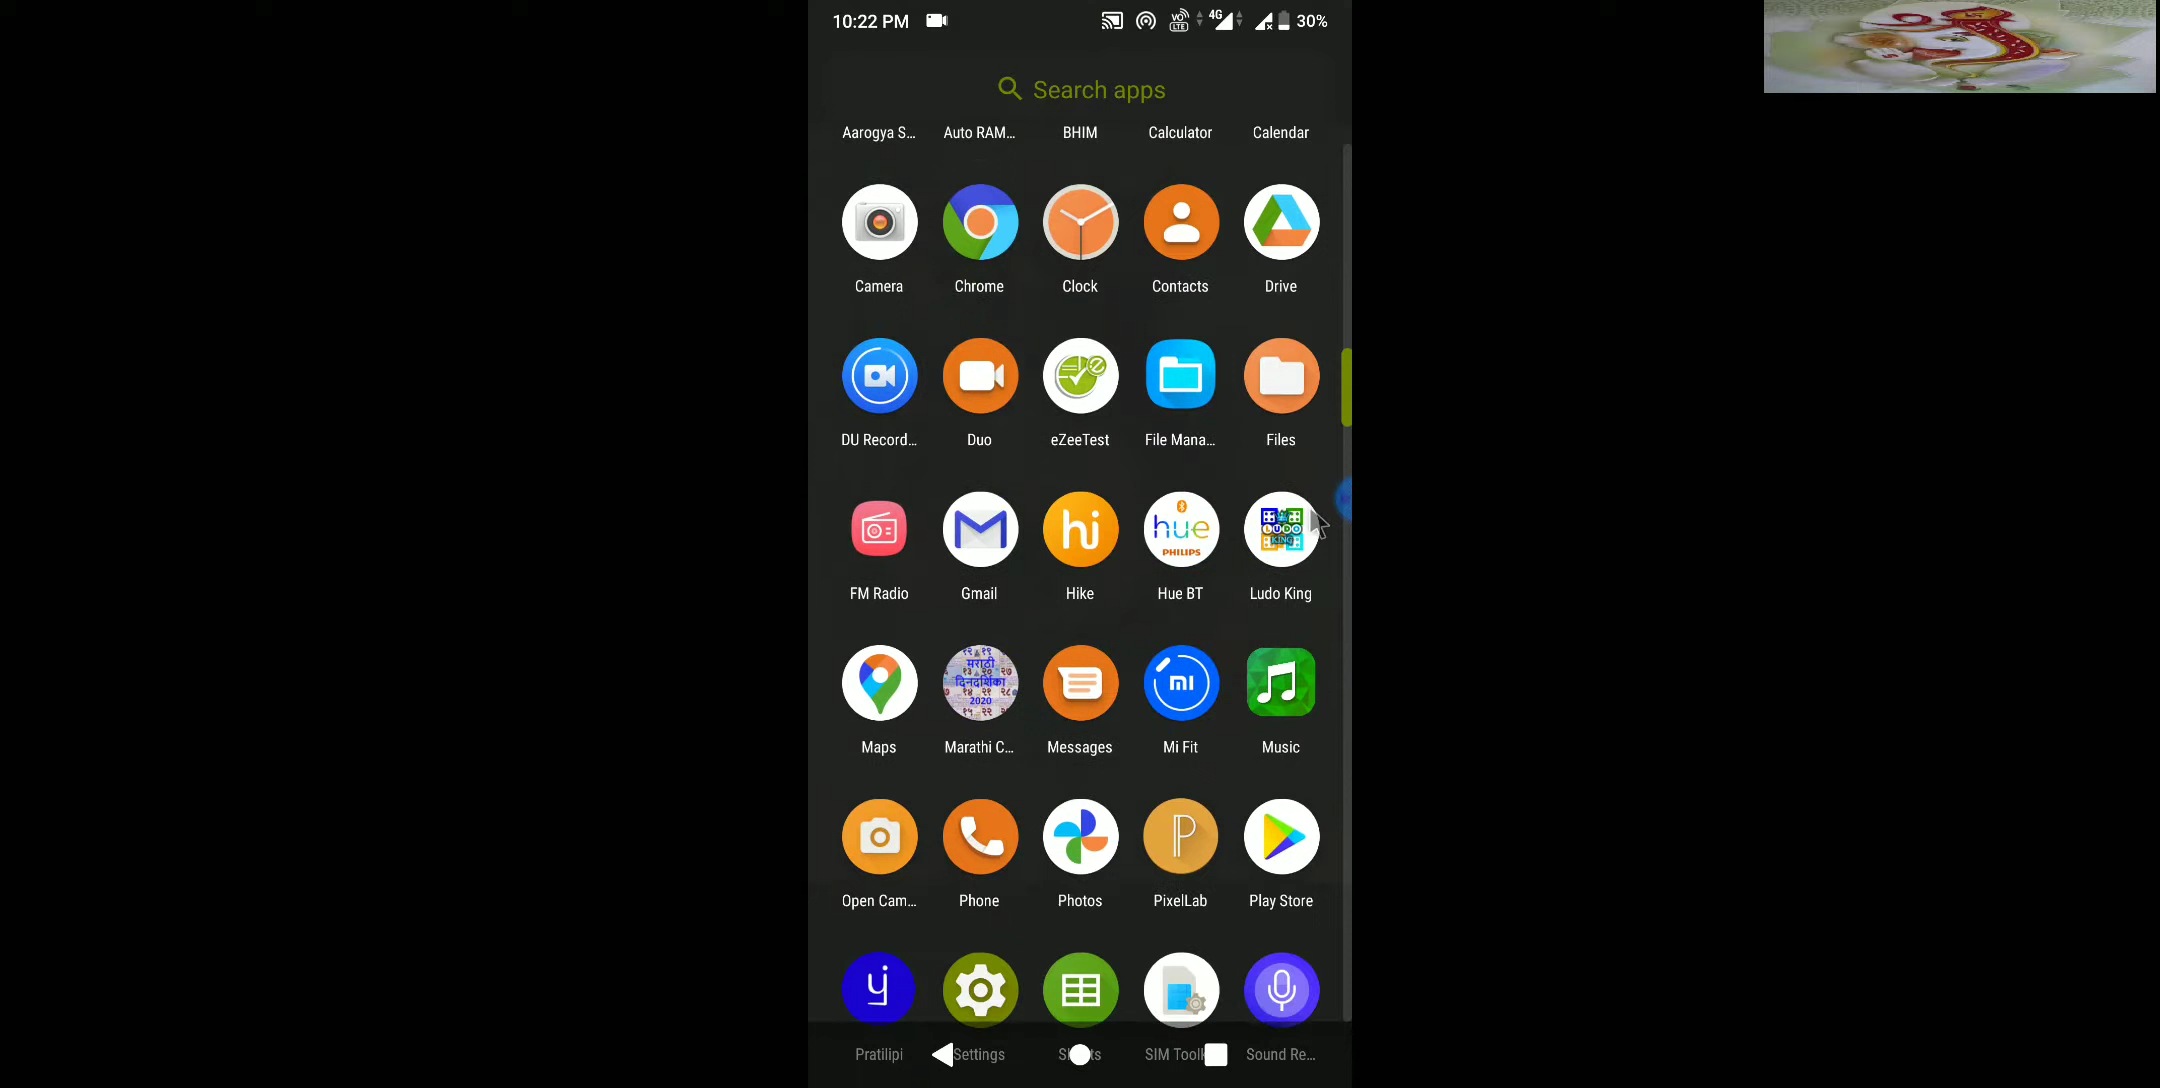 10:22 PM VO LTE 4G 30%
Search apps
Aarogya S... Auto RAM... BHIM Calculator Calendar
Camera Chrome Clock Contacts Drive
DU Record... Duo eZeeTest File Mana... Files
hi hue PHILIPS LUDO KING
FM Radio Gmail Hike Hue BT Ludo King
मराठी
दिनदर्शिका
2020
mi
Maps Marathi C... Messages Mi Fit Music
P
Open Cam... Phone Photos PixelLab Play Store
Pratilipi Settings SIM Toolk Sound Re...